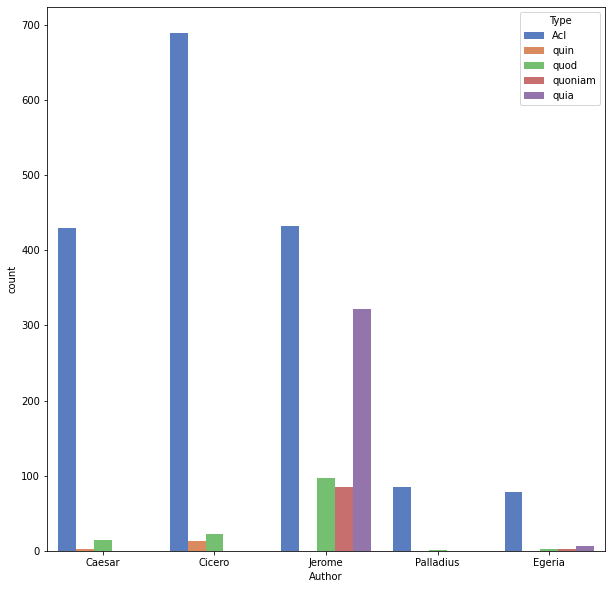 Type
AcI
quin
quod
quoniam
quia
700
600
500
400
300
200
100
0
count
Caesar
Cicero
Jerome
Palladius
Egeria
Author